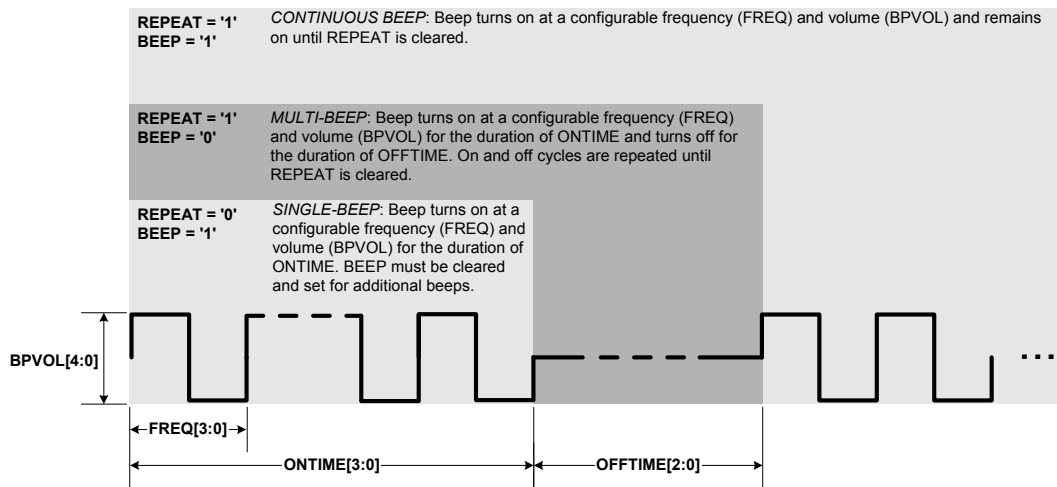 REPEAT = '1'
BEEP = '1'
CONTINUOUS BEEP: Beep turns on at a configurable frequency (FREQ) and volume (BPVOL) and remains
on until REPEAT is cleared.
REPEAT = '1'
BEEP = '0'
MULTI-BEEP: Beep turns on at a configurable frequency (FREQ)
and volume (BPVOL) for the duration of ONTIME and turns off for
the duration of OFFTIME. On and off cycles are repeated until
REPEAT is cleared.
REPEAT = '0'
BEEP = '1'
SINGLE-BEEP: Beep turns on at a
configurable frequency (FREQ) and
volume (BPVOL) for the duration of
ONTIME. BEEP must be cleared
and set for additional beeps.
BPVOL[4:0]
...
FREQ[3:0]
ONTIME[3:0]
OFFTIME[2:0]